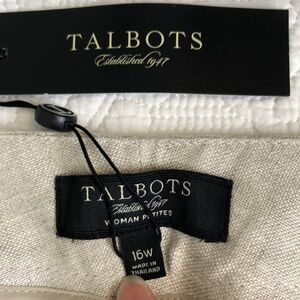 TALBOTS
Established 1947
TALBOTS
Established 1947
WOMAN PETITES
16W
MADE IN
THAILAND